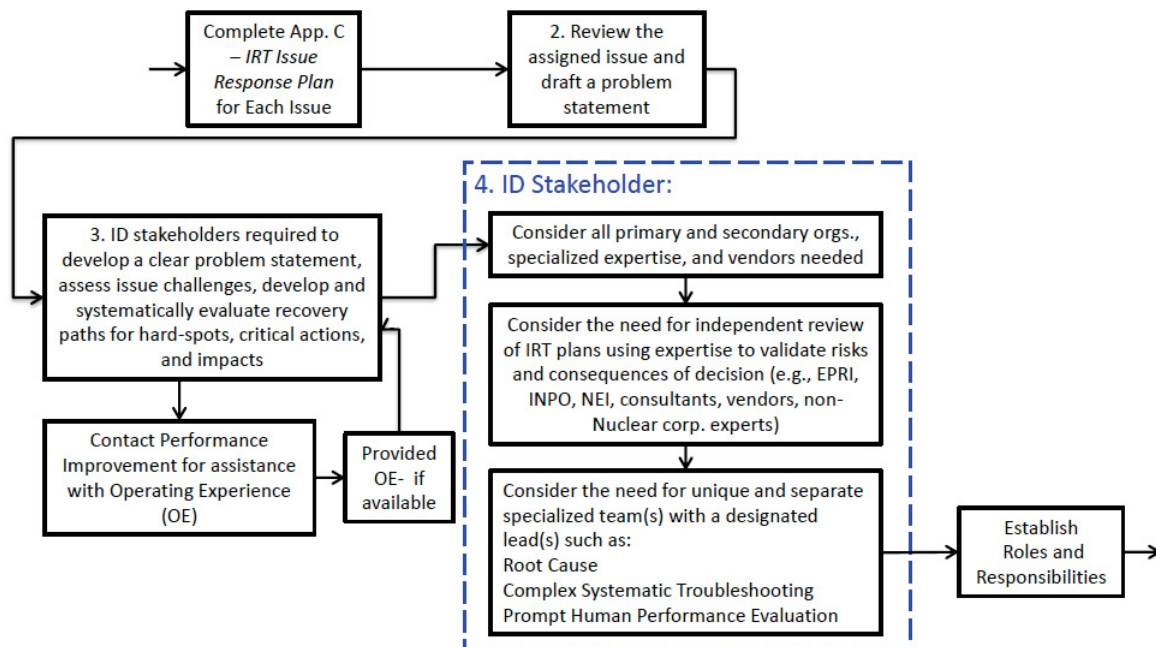 Complete App. C
– IRT Issue
Response Plan
for Each Issue
2. Review the
assigned issue and
draft a problem
statement
3. ID stakeholders required to
develop a clear problem statement,
assess issue challenges, develop and
systematically evaluate recovery
paths for hard-spots, critical actions,
and impacts
Contact Performance
Improvement for assistance
with Operating Experience
(OE)
Provided
OE- if
available
4. ID Stakeholder:
Consider all primary and secondary orgs.,
specialized expertise, and vendors needed
Consider the need for independent review
of IRT plans using expertise to validate risks
and consequences of decision (e.g., EPRI,
INPO, NEI, consultants, vendors, non-
Nuclear corp. experts)
Consider the need for unique and separate
specialized team(s) with a designated
lead(s) such as:
Root Cause
Complex Systematic Troubleshooting
Prompt Human Performance Evaluation
Establish
Roles and
Responsibilities